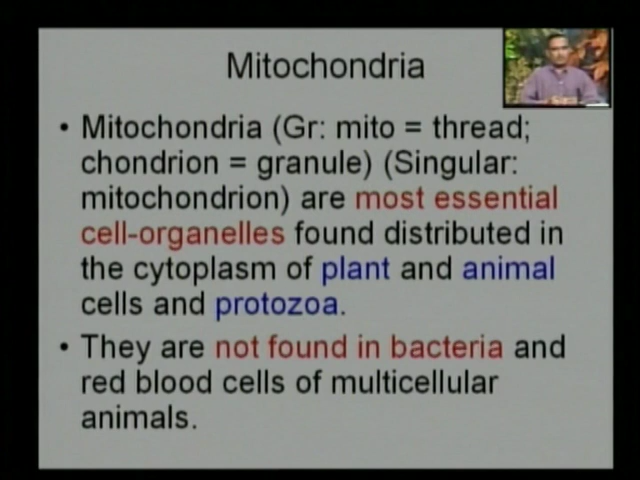 Mitochondria
• Mitochondria (Gr: mito = thread;
chondrion = granule) (Singular:
mitochondrion) are most essential
cell-organelles found distributed in
the cytoplasm of plant and animal
cells and protozoa.
• They are not found in bacteria and
red blood cells of multicellular
animals.